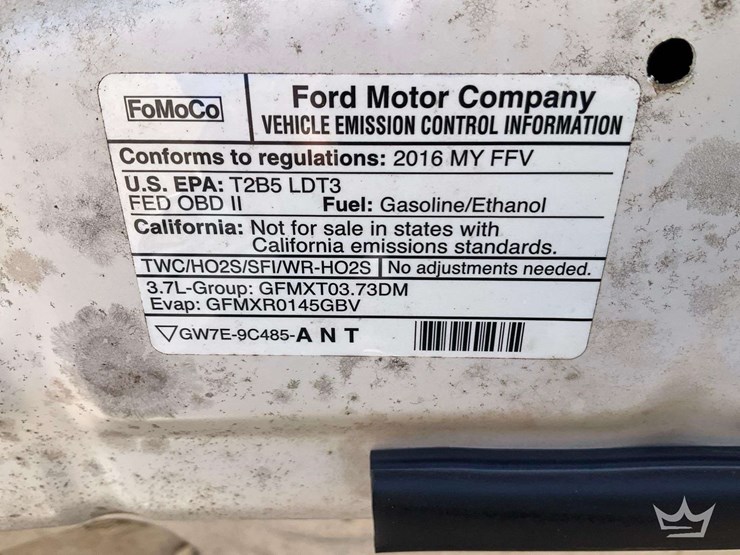 FoMoCo
Ford Motor Company
VEHICLE EMISSION CONTROL INFORMATION
Conforms to regulations: 2016 MY FFV
U.S. EPA: T2B5 LDT3
FED OBD II Fuel: Gasoline/Ethanol
California: Not for sale in states with
California emissions standards.
TWC/HO2S/SFI/WR-HO2S No adjustments needed.
3.7L-Group: GFMXT03.73DM
Evap: GFMXR0145GBV
GW7E-9C485-A N T